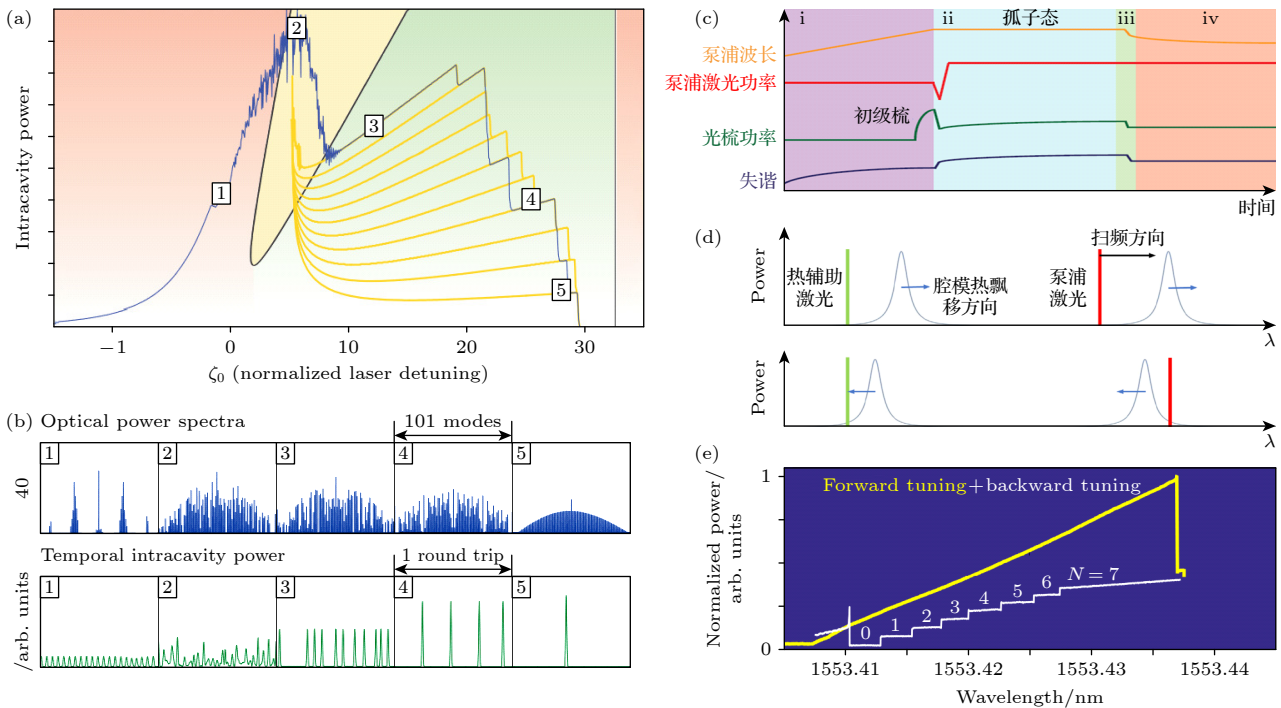 (a)
Intracavity power
1
2
3
4
5
−1
0
10
20
30
ζ0 (normalized laser detuning)
(b)
Optical power spectra
101 modes
40
1
2
3
4
5
Temporal intracavity power
1 round trip
/arb. units
1
2
3
4
5
(c)
i
ii
孤子态
iii
iv
泵浦波长
泵浦激光功率
初级梳
光梳功率
失谐
时间
(d)
Power
热辅助
激光
腔模热飘
移方向
泵浦
激光
扫频方向
λ
Power
λ
(e)
Normalized power/
arb. units
1
0.5
0
Forward tuning+backward tuning
0
1
2
3
4
5
6
N = 7
1553.41
1553.42
1553.43
1553.44
Wavelength/nm